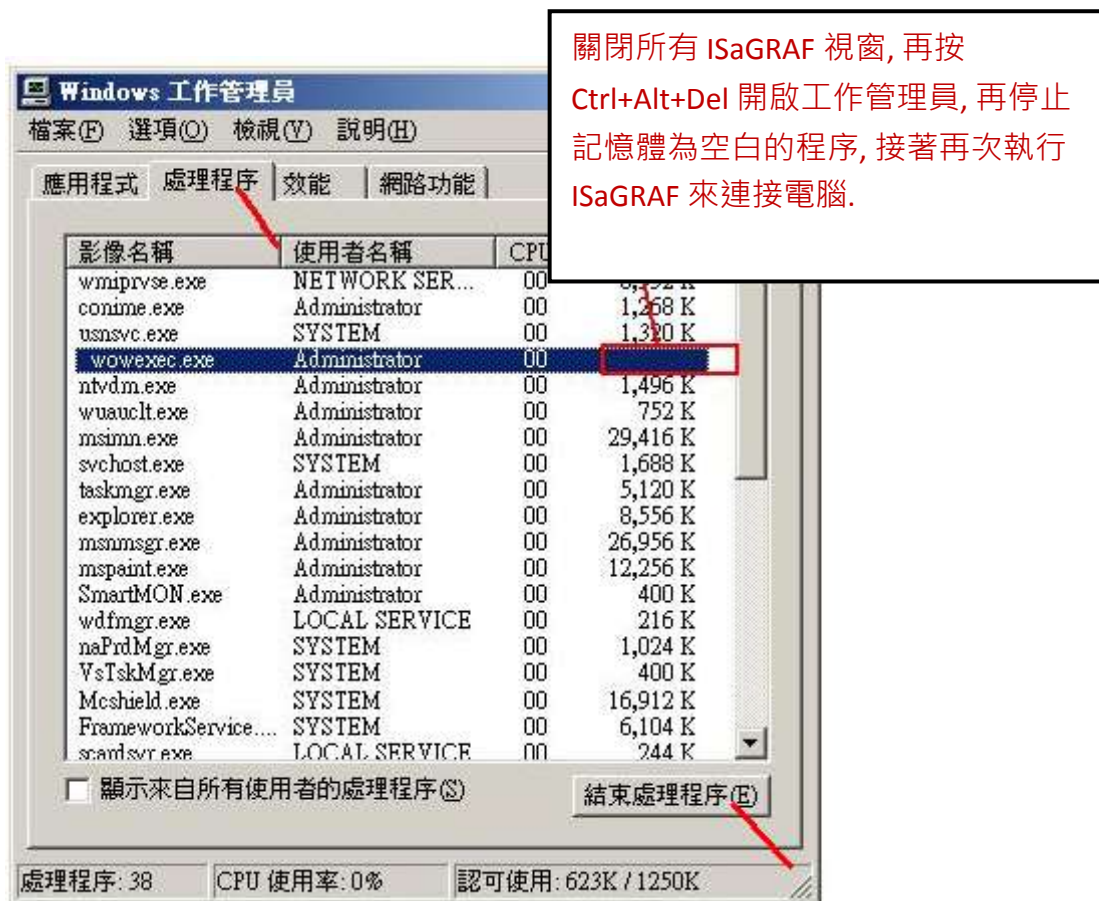 關閉所有 ISaGRAF 視窗, 再按
Ctrl+Alt+Del 開啟工作管理員, 再停止
記憶體為空白的程序, 接著再次執行
ISaGRAF 來連接電腦.
Windows 工作管理員
檔案(F) 選項(O) 檢視(V) 說明(H)
應用程式 處理程序 效能 網路功能
影像名稱 使用者名稱 CPU
wmiprvse.exe NETWORK SER... 00
conime.exe Administrator 00 1,268 K
usnsvc.exe SYSTEM 00 1,320 K
wowexec.exe Administrator 00
ntvdm.exe Administrator 00 1,496 K
wuauclt.exe Administrator 00 752 K
msimn.exe Administrator 00 29,416 K
svchost.exe SYSTEM 00 1,688 K
taskmgr.exe Administrator 00 5,120 K
explorer.exe Administrator 00 8,556 K
msnmsgr.exe Administrator 00 26,956 K
mspaint.exe Administrator 00 12,256 K
SmartMON.exe Administrator 00 400 K
wdfmgr.exe LOCAL SERVICE 00 216 K
naPrdMgr.exe SYSTEM 00 1,024 K
VsTskMgr.exe SYSTEM 00 400 K
Mcshield.exe SYSTEM 00 16,912 K
FrameworkService.... SYSTEM 00 6,104 K
scardsvr.exe LOCAL SERVICE 00 244 K
顯示來自所有使用者的處理程序(S)
結束處理程序(E)
處理程序: 38 CPU 使用率: 0% 認可使用: 623K / 1250K